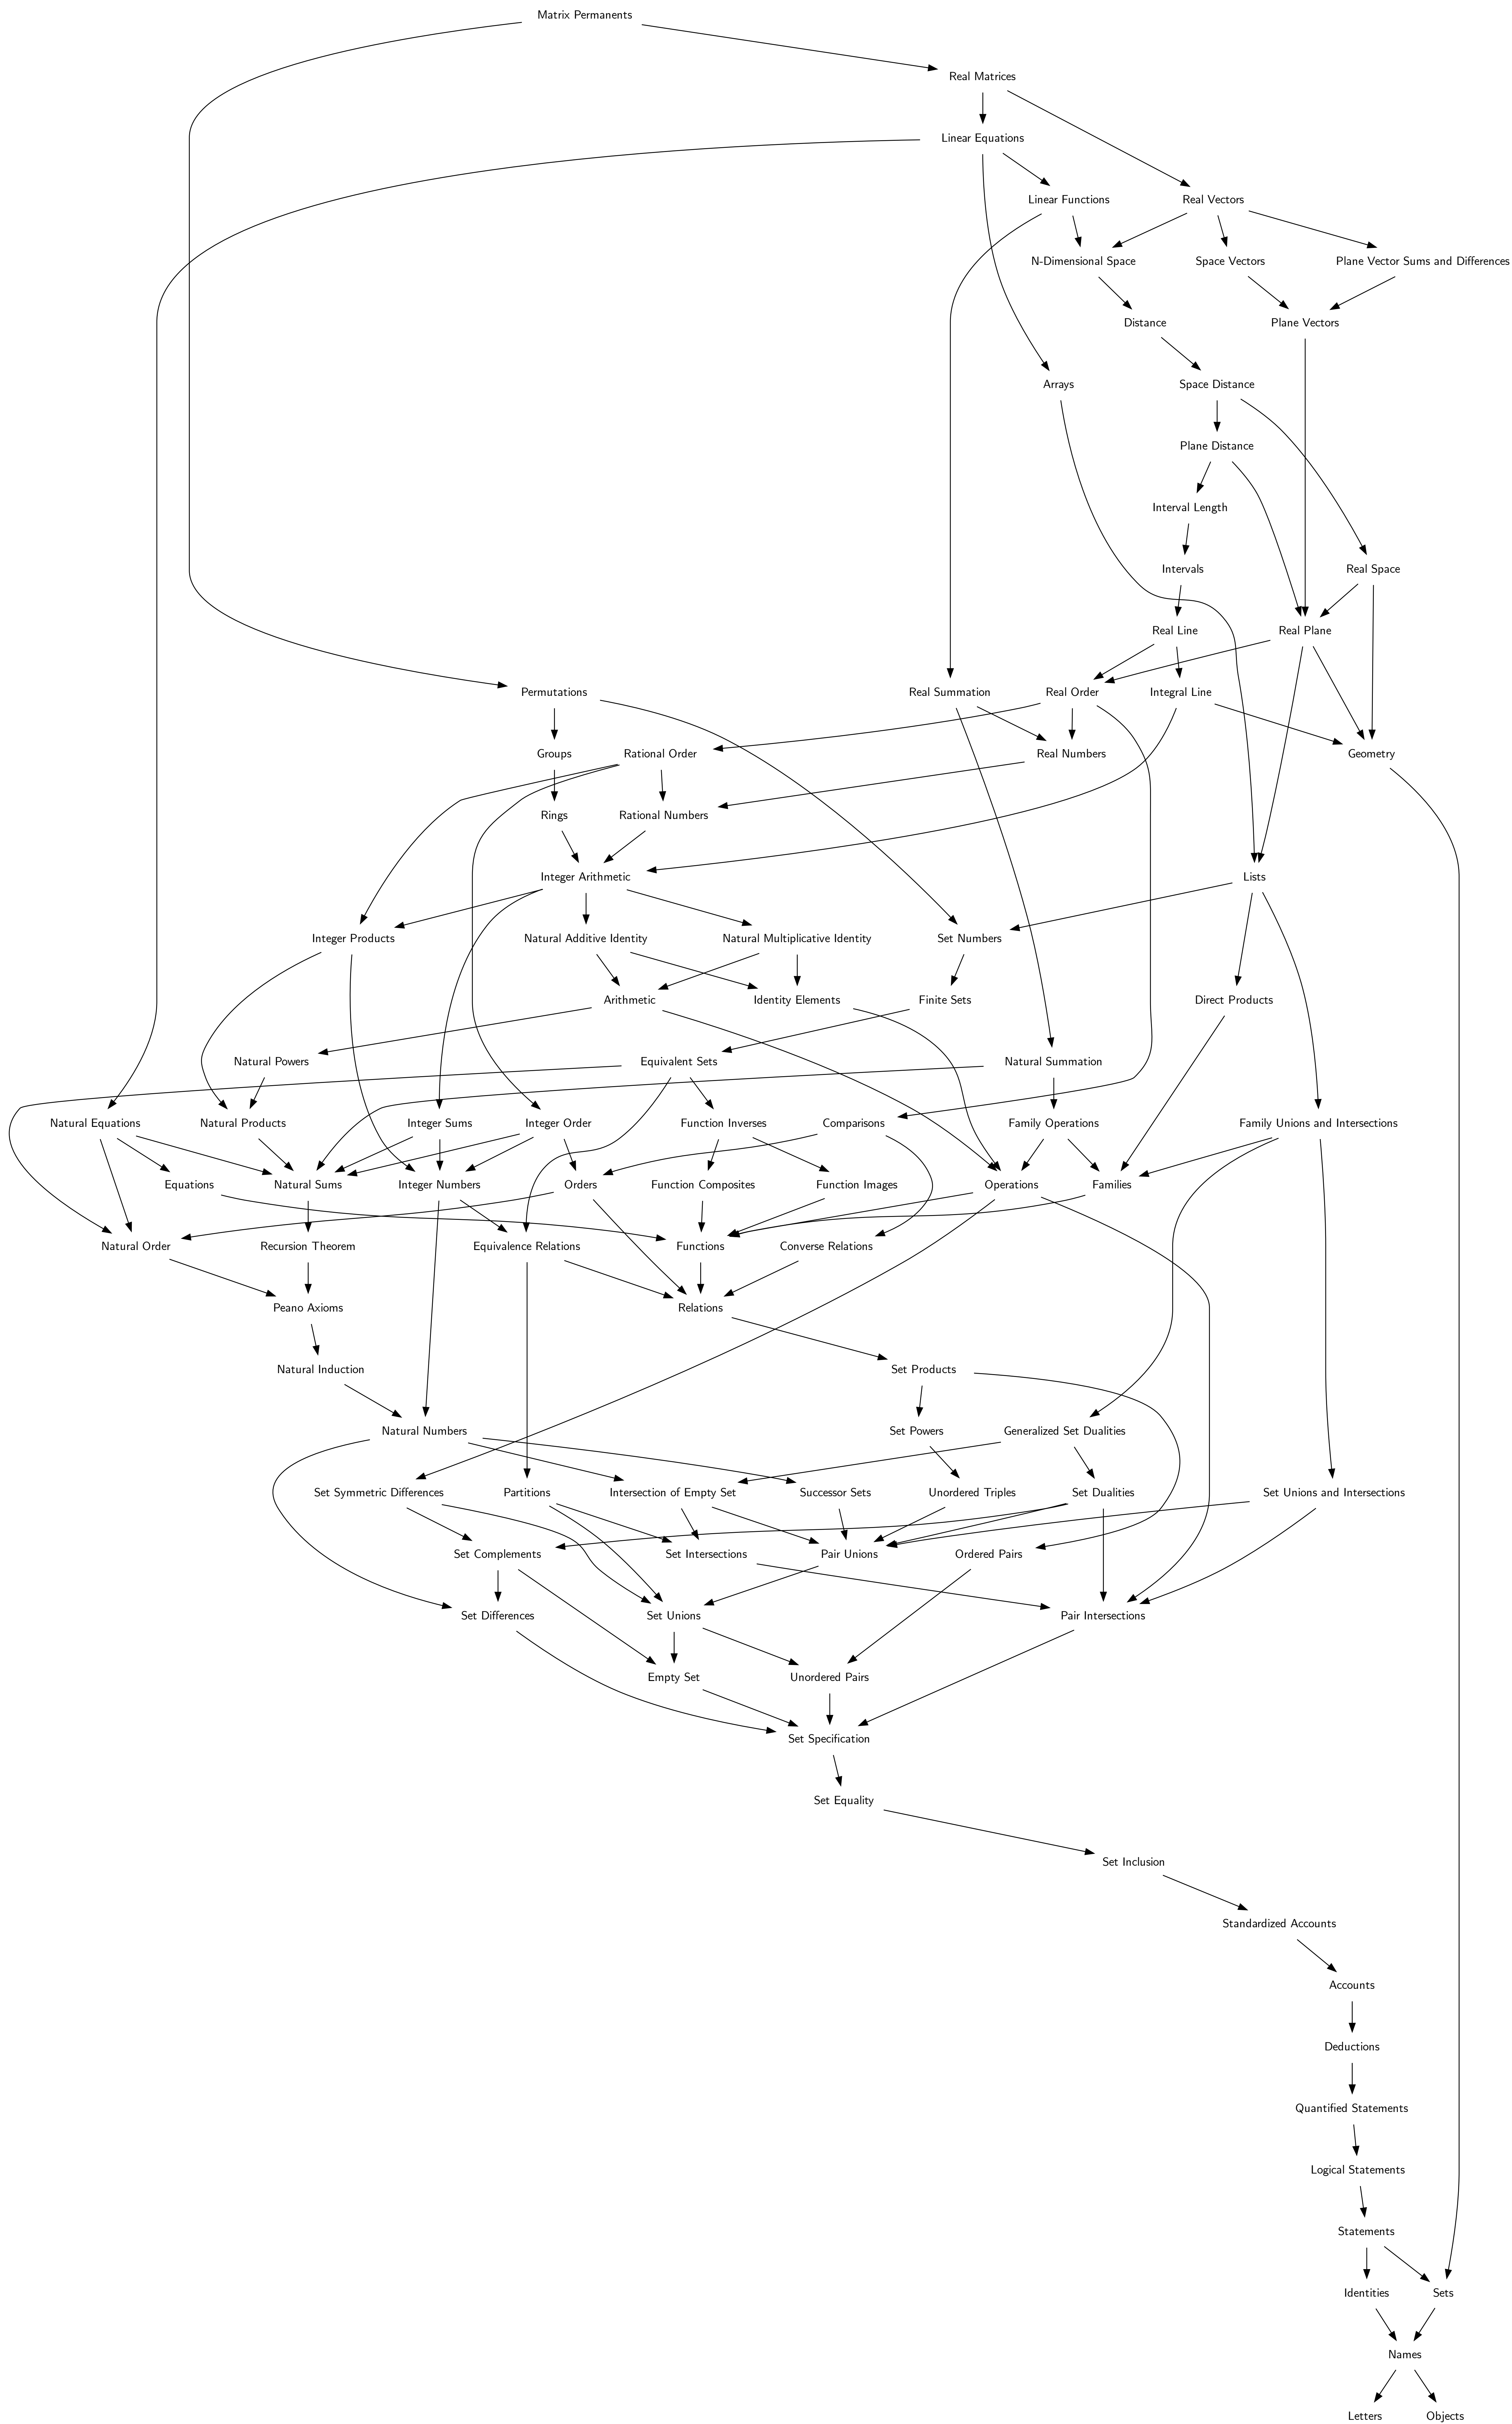 Matrix Permanents
Real Matrices
Linear Equations
Linear Functions
Real Vectors
N-Dimensional Space
Space Vectors
Plane Vector Sums and Differences
Distance
Plane Vectors
Arrays
Space Distance
Plane Distance
Interval Length
Intervals
Real Space
Real Line
Real Plane
Permutations
Real Summation
Real Order
Integral Line
Groups
Rational Order
Real Numbers
Geometry
Rings
Rational Numbers
Integer Arithmetic
Lists
Integer Products
Natural Additive Identity
Natural Multiplicative Identity
Set Numbers
Arithmetic
Identity Elements
Finite Sets
Direct Products
Natural Powers
Equivalent Sets
Natural Summation
Natural Equations
Natural Products
Integer Sums
Integer Order
Function Inverses
Comparisons
Family Operations
Family Unions and Intersections
Equations
Natural Sums
Integer Numbers
Orders
Function Composites
Function Images
Operations
Families
Natural Order
Recursion Theorem
Equivalence Relations
Functions
Converse Relations
Peano Axioms
Relations
Natural Induction
Set Products
Natural Numbers
Set Powers
Generalized Set Dualities
Set Symmetric Differences
Partitions
Intersection of Empty Set
Successor Sets
Unordered Triples
Set Dualities
Set Unions and Intersections
Set Complements
Set Intersections
Pair Unions
Ordered Pairs
Set Differences
Set Unions
Pair Intersections
Empty Set
Unordered Pairs
Set Specification
Set Equality
Set Inclusion
Standardized Accounts
Accounts
Deductions
Quantified Statements
Logical Statements
Statements
Identities
Sets
Names
Letters
Objects